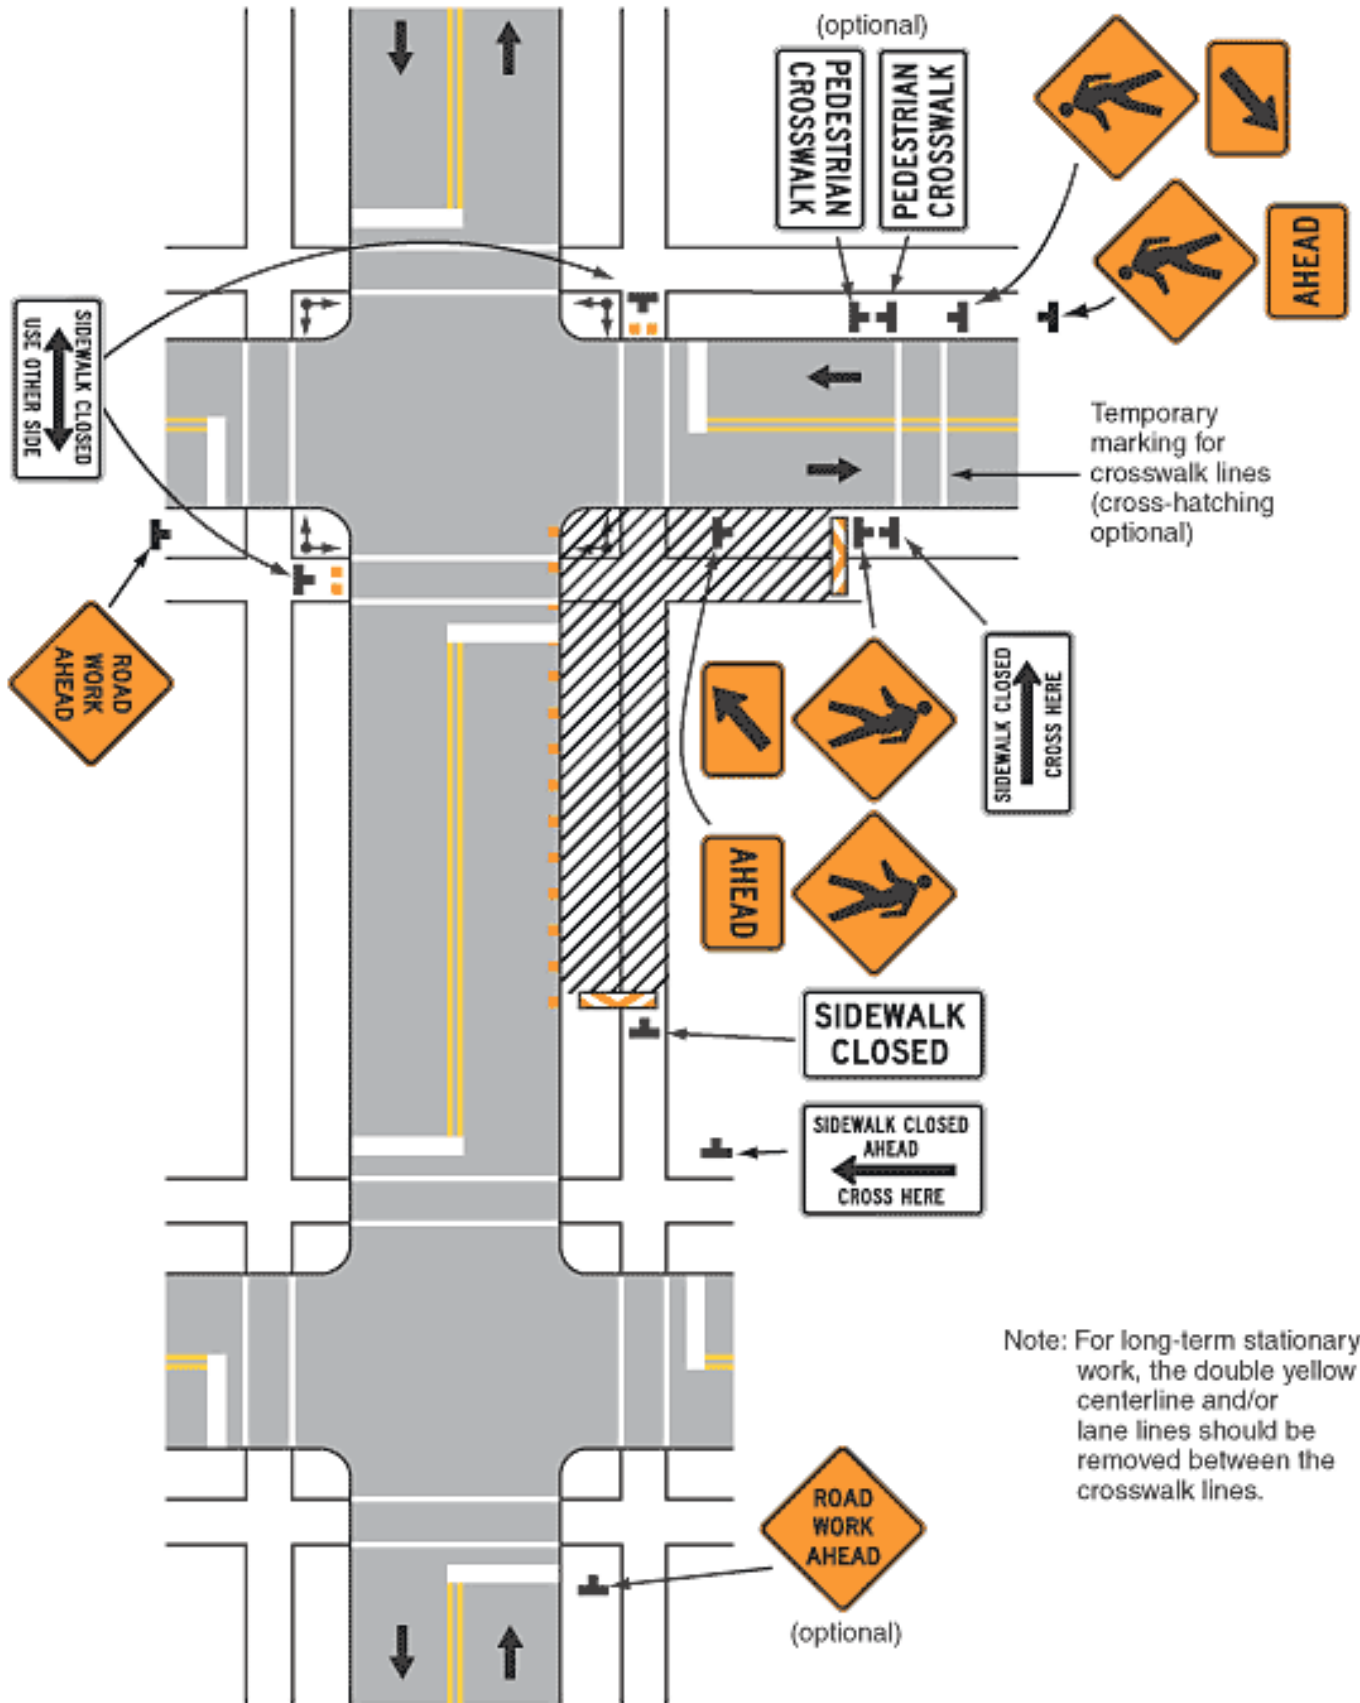 (optional)
PEDESTRIAN
CROSSWALK
PEDESTRIAN
CROSSWALK
AHEAD
SIDEWALK CLOSED
USE OTHER SIDE
Temporary
marking for
crosswalk lines
(cross-hatching
optional)
ROAD
WORK
AHEAD
SIDEWALK CLOSED
CROSS HERE
AHEAD
SIDEWALK
CLOSED
SIDEWALK CLOSED
AHEAD
CROSS HERE
Note: For long-term stationary
work, the double yellow
centerline and/or
lane lines should be
removed between the
crosswalk lines.
ROAD
WORK
AHEAD
(optional)